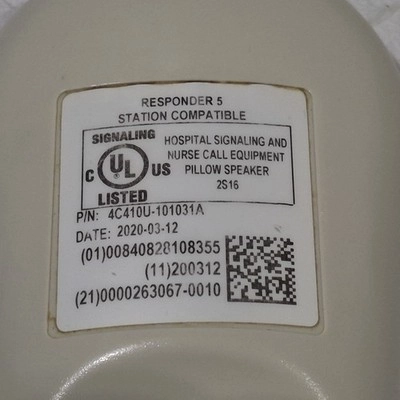 RESPONDER 5
STATION COMPATIBLE
SIGNALING
C UL US
LISTED
HOSPITAL SIGNALING AND
NURSE CALL EQUIPMENT
PILLOW SPEAKER
2S16
P/N: 4C410U-101031A
DATE: 2020-03-12
(01)00840828108355
(11)200312
(21)0000263067-0010